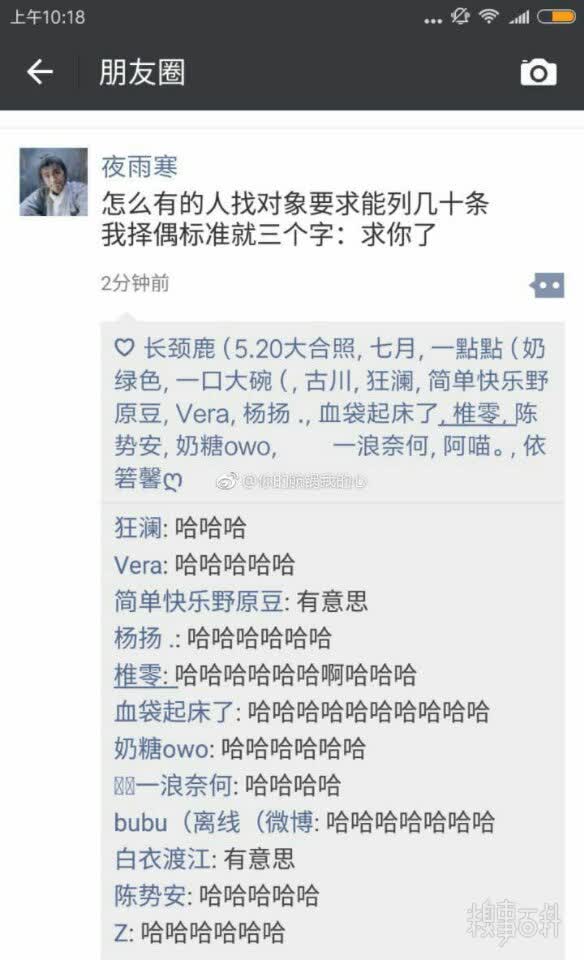 上午10:18
朋友圈
夜雨寒
怎么有的人找对象要求能列几十条
我择偶标准就三个字：求你了
2分钟前
长颈鹿（5.20大合照, 七月, 一點點（奶
绿色, 一口大碗（, 古川, 狂澜, 简单快乐野
原豆, Vera, 杨扬 ., 血袋起床了, 椎零, 陈
势安, 奶糖owo, 一浪奈何, 阿喵。, 依
箬馨ღ
狂澜: 哈哈哈
Vera: 哈哈哈哈哈
简单快乐野原豆: 有意思
杨扬 .: 哈哈哈哈哈哈
椎零: 哈哈哈哈哈哈啊哈哈哈
血袋起床了: 哈哈哈哈哈哈哈哈哈哈
奶糖owo: 哈哈哈哈哈哈
一浪奈何: 哈哈哈哈
bubu（离线（微博: 哈哈哈哈哈哈哈
白衣渡江: 有意思
陈势安: 哈哈哈哈哈
Z: 哈哈哈哈哈哈
糗事百科